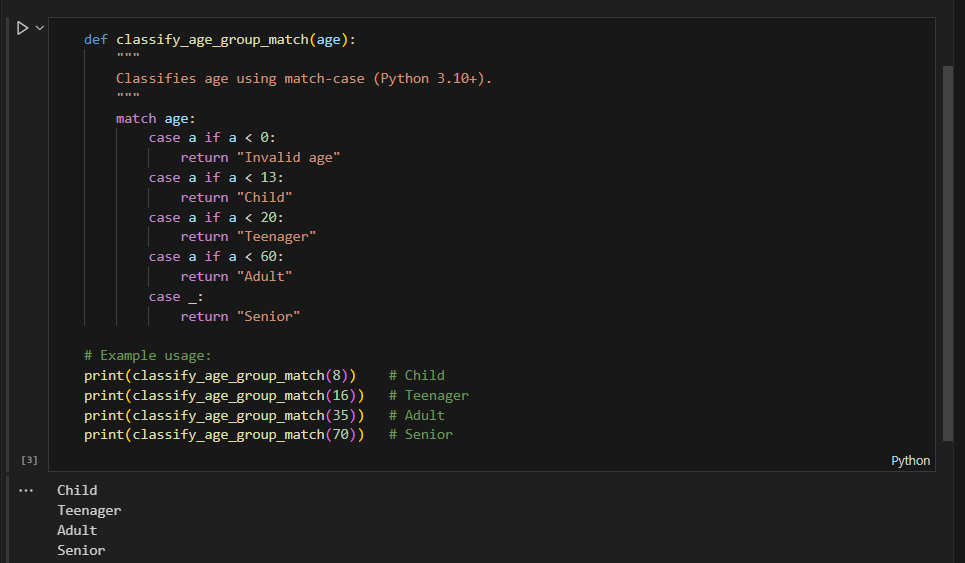 def classify_age_group_match(age):
    """
    Classifies age using match-case (Python 3.10+).
    """
    match age:
        case a if a < 0:
            return "Invalid age"
        case a if a < 13:
            return "Child"
        case a if a < 20:
            return "Teenager"
        case a if a < 60:
            return "Adult"
        case _:
            return "Senior"

# Example usage:
print(classify_age_group_match(8))    # Child
print(classify_age_group_match(16))   # Teenager
print(classify_age_group_match(35))   # Adult
print(classify_age_group_match(70))   # Senior
[3]
Python
...
Child
Teenager
Adult
Senior